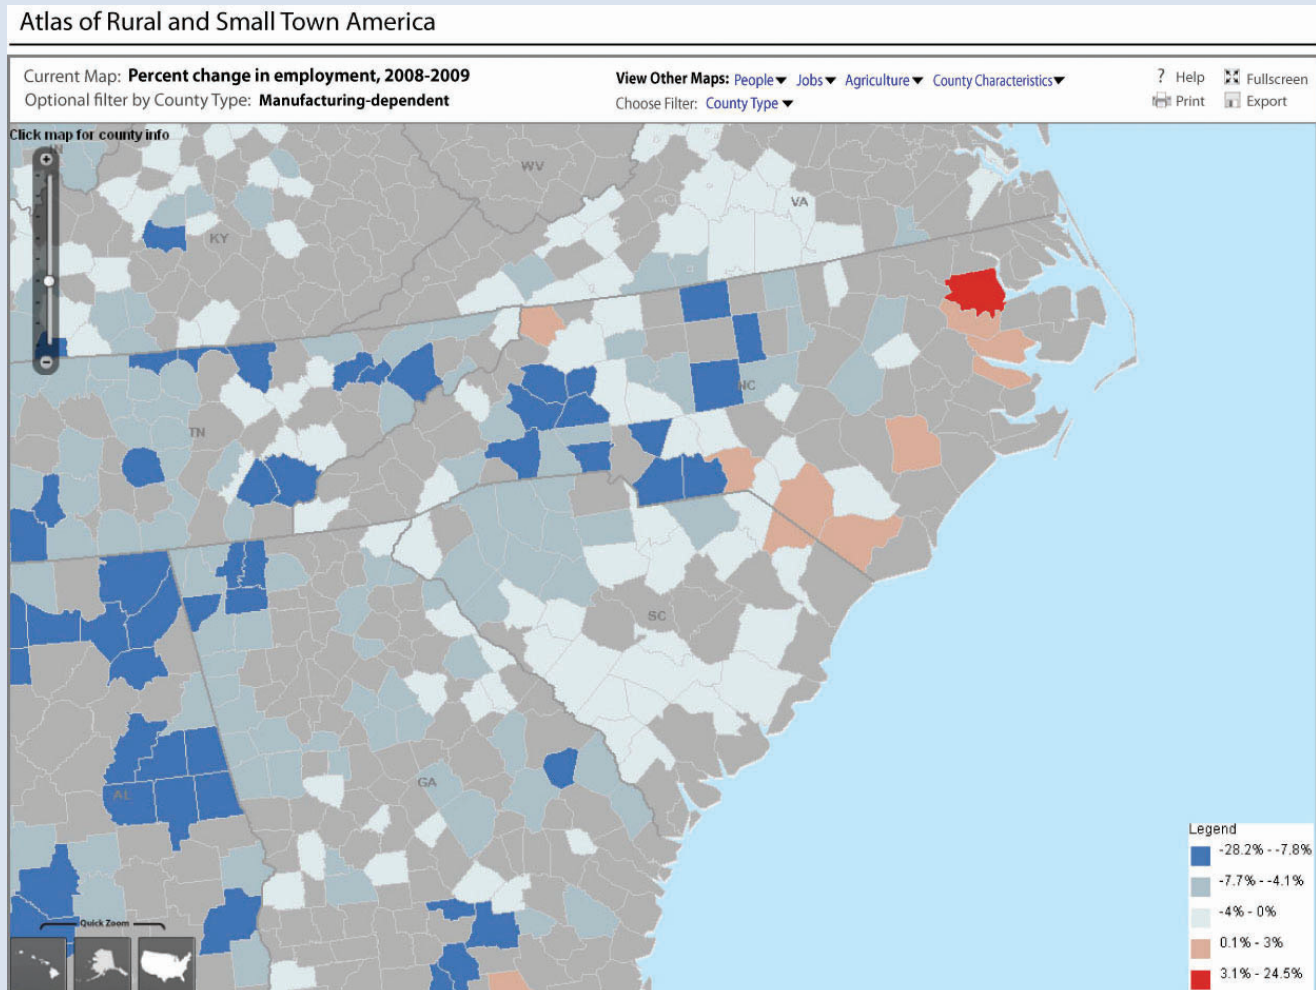 Atlas of Rural and Small Town America
Current Map: Percent change in employment, 2008-2009
Optional filter by County Type: Manufacturing-dependent
View Other Maps: People▼ Jobs▼ Agriculture▼ County Characteristics▼
Choose Filter: County Type ▼
? Help
Fullscreen
Print
Export
Click map for county info
IN
WV
VA
KY
TN
NC
SC
GA
AL
Quick Zoom
Legend
-28.2% - -7.8%
-7.7% - -4.1%
-4% - 0%
0.1% - 3%
3.1% - 24.5%